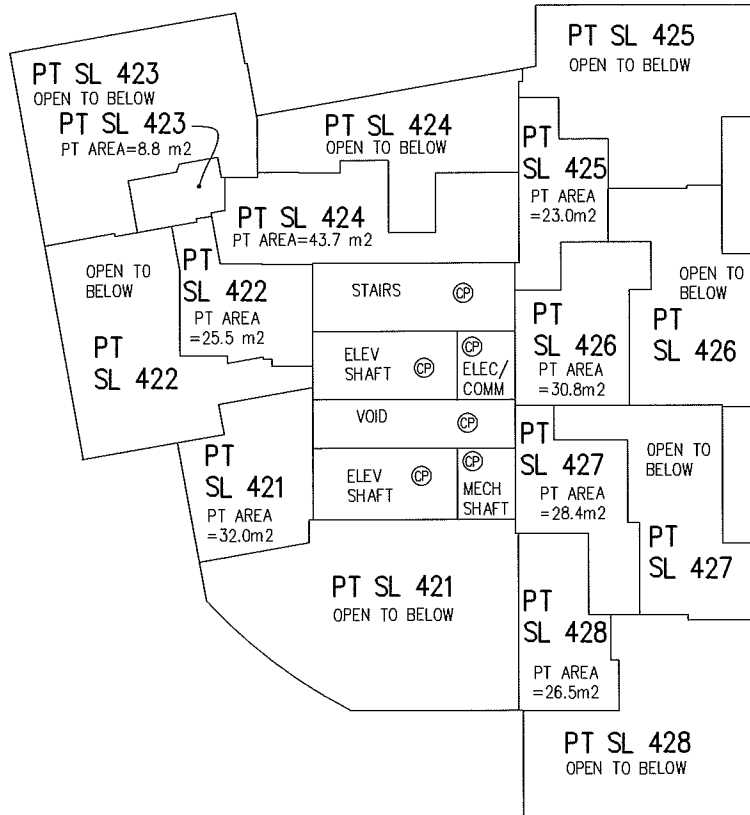 PT SL 423
OPEN TO BELOW
PT SL 423
PT AREA=8.8 m2
PT SL 424
OPEN TO BELOW
PT SL 425
OPEN TO BELOW
PT
SL 425
PT AREA
=23.0m2
PT SL 424
PT AREA=43.7 m2
OPEN TO
BELOW
PT
SL 422
PT
SL 422
PT AREA
=25.5 m2
STAIRS
CP
ELEV
SHAFT
CP
CP
ELEC/
COMM
VOID
CP
ELEV
SHAFT
CP
CP
MECH
SHAFT
PT
SL 426
PT AREA
=30.8m2
OPEN TO
BELOW
PT
SL 426
PT
SL 421
PT AREA
=32.0m2
PT
SL 427
PT AREA
=28.4m2
OPEN TO
BELOW
PT
SL 427
PT SL 421
OPEN TO BELOW
PT
SL 428
PT AREA
=26.5m2
PT SL 428
OPEN TO BELOW